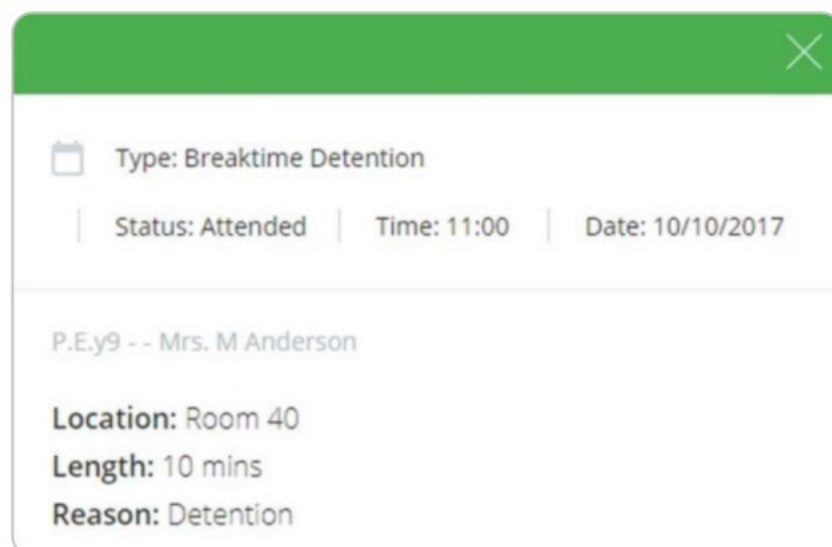 Type: Breaktime Detention
Status: Attended Time: 11:00 Date: 10/10/2017
P.E.y9 - - Mrs. M Anderson
Location: Room 40
Length: 10 mins
Reason: Detention